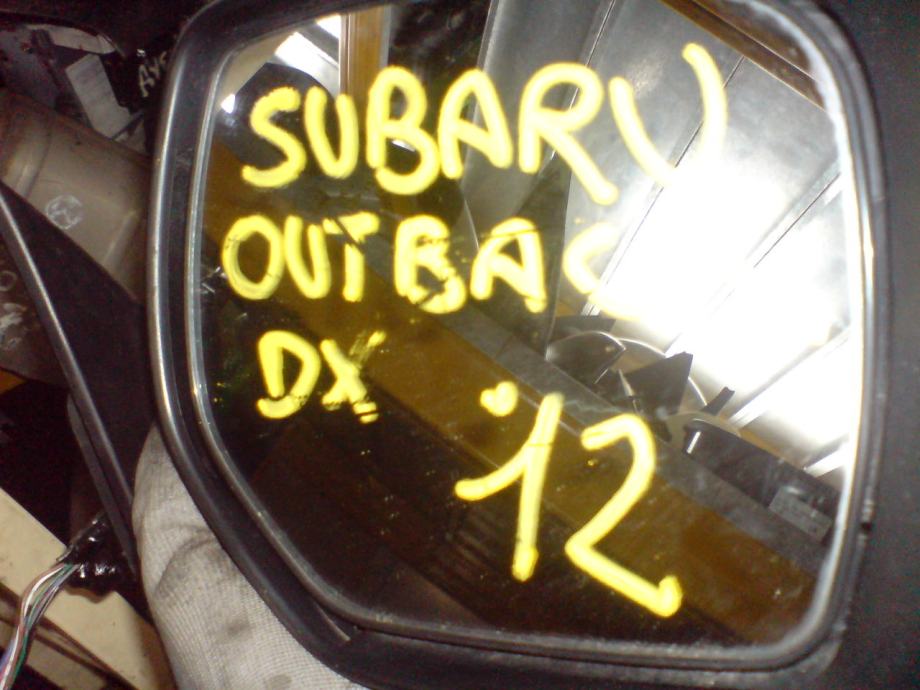 SUBARU
OUTBAC
DX
'12